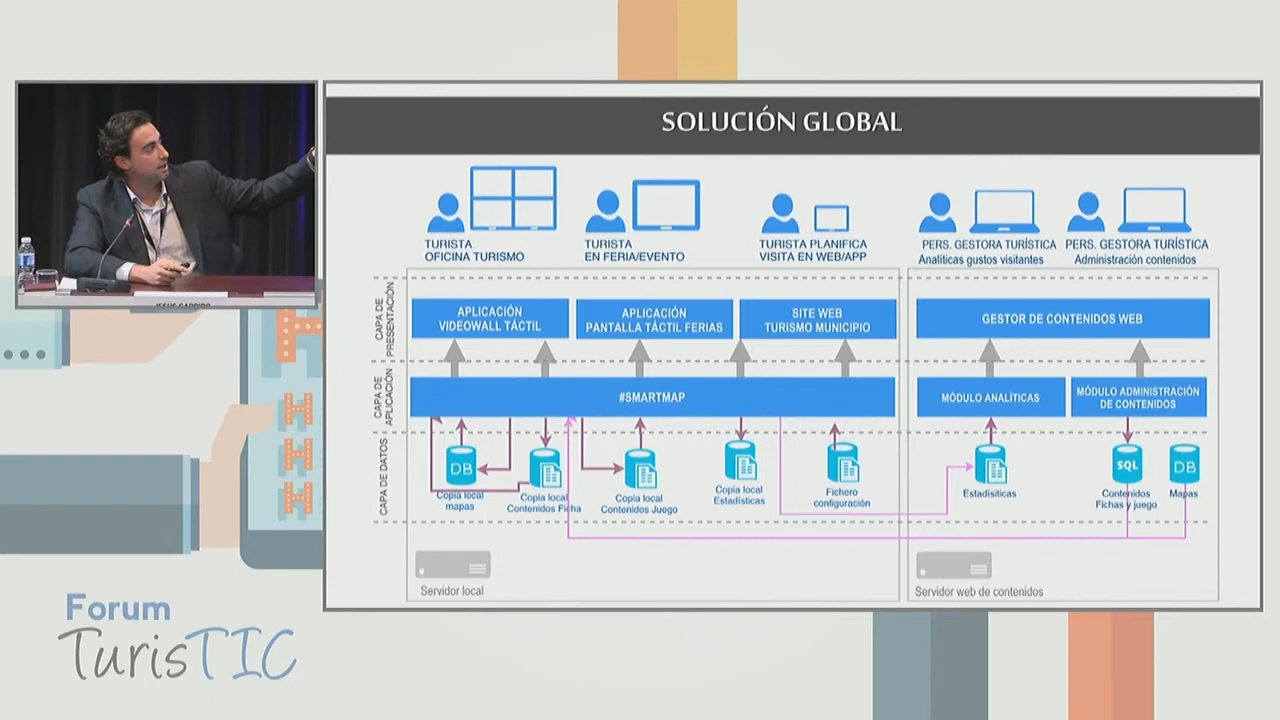 SOLUCIÓN GLOBAL
TURISTA
OFICINA TURISMO
TURISTA
EN FERIA/EVENTO
TURISTA PLANIFICA
VISITA EN WEB/APP
PERS. GESTORA TURÍSTICA
Analíticas gustos visitantes
PERS. GESTORA TURÍSTICA
Administración contenidos
CAPA DE
PRESENTACIÓN
APLICACIÓN
VIDEOWALL TÁCTIL
APLICACIÓN
PANTALLA TÁCTIL FERIAS
SITE WEB
TURISMO MUNICIPIO
GESTOR DE CONTENIDOS WEB
CAPA DE
APLICACIÓN
#SMARTMAP
MÓDULO ANALÍTICAS
MÓDULO ADMINISTRACIÓN
DE CONTENIDOS
CAPA DE DATOS
DB
Copia local
mapas
Copia local
Contenidos Ficha
Copia local
Contenidos Juego
Copia local
Estadísticas
Fichero
configuración
Estadísiticas
SQL
Contenidos
Fichas y juego
DB
Mapas
Servidor local
Servidor web de contenidos
JESÚS GARRIDO
Forum
TurisTIC